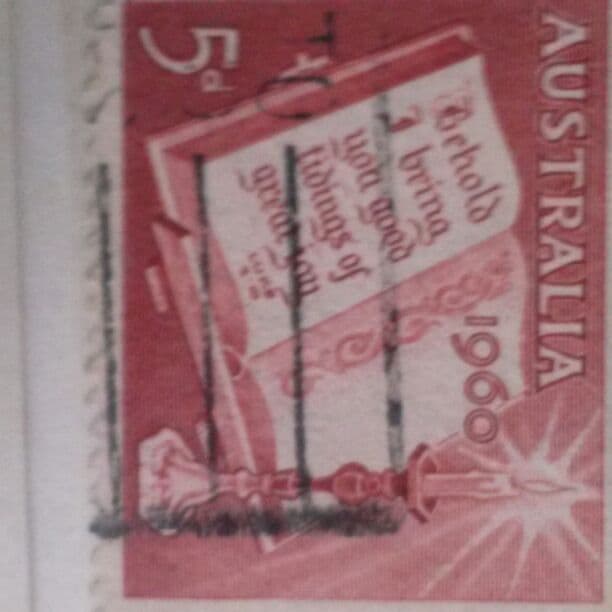 AUSTRALIA
1960
Behold
I bring
you good
tidings of
great joy
5d